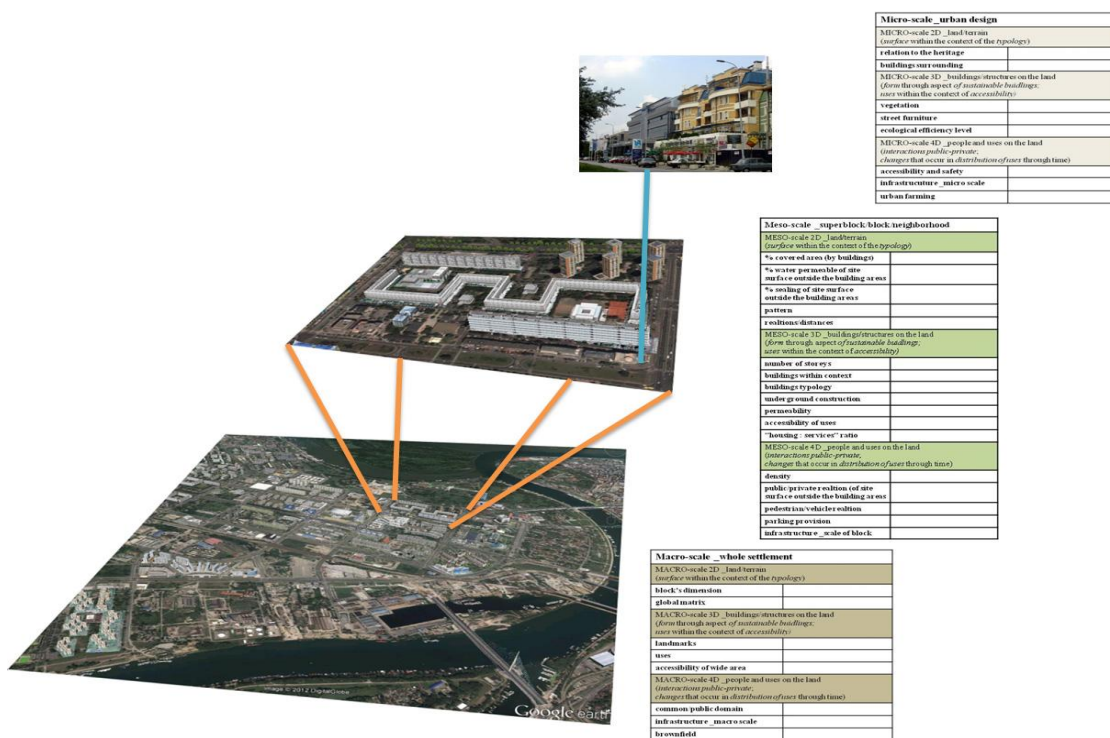 Micro-scale_urban design
MICRO-scale 2D _land/terrain
(surface within the context of the typology)
relation to the heritage
buildings surrounding
MICRO-scale 3D _buildings/structures on the land
(form through aspect of sustainable buidlings;
uses within the context of accessibility)
vegetation
street furniture
ecological efficiency level
MICRO-scale 4D _people and uses on the land
(interactions public-private;
changes that occur in distribution of uses through time)
accessibility and safety
infrastrucuture _micro scale
urban farming
Meso-scale _superblock/block/neighborhood
MESO-scale 2D _land/terrain
(surface within the context of the typology)
% covered area (by buildings)
% water permeable of site
surface outside the building areas
% sealing of site surface
outside the building areas
pattern
realtions/distances
MESO-scale 3D _buildings/structures on the land
(form through aspect of sustainable buidlings;
uses within the context of accessibility)
number of storeys
buildings within context
buildings typology
underground construction
permeability
accessibility of uses
"housing : services" ratio
MESO-scale 4D _people and uses on the land
(interactions public-private,
changes that occur in distribution of uses through time)
density
public/private realtion (of site
surface outside the building areas
pedestrian/vehicle realtion
parking provision
infrastructure _scale of block
Macro-scale _whole settlement
MACRO-scale 2D _land/terrain
(surface within the context of the typology)
block's dimension
global matrix
MACRO-scale 3D _buildings/structures on the land
(form through aspect of sustainable buidlings;
uses within the context of accessibility)
landmarks
uses
accessibility of wide area
MACRO-scale 4D _people and uses on the land
(interactions public-private;
changes that occur in distribution of uses through time)
common/public domain
infrastructure _macro scale
brownfield
Image © 2012 DigitalGlobe
Google earth